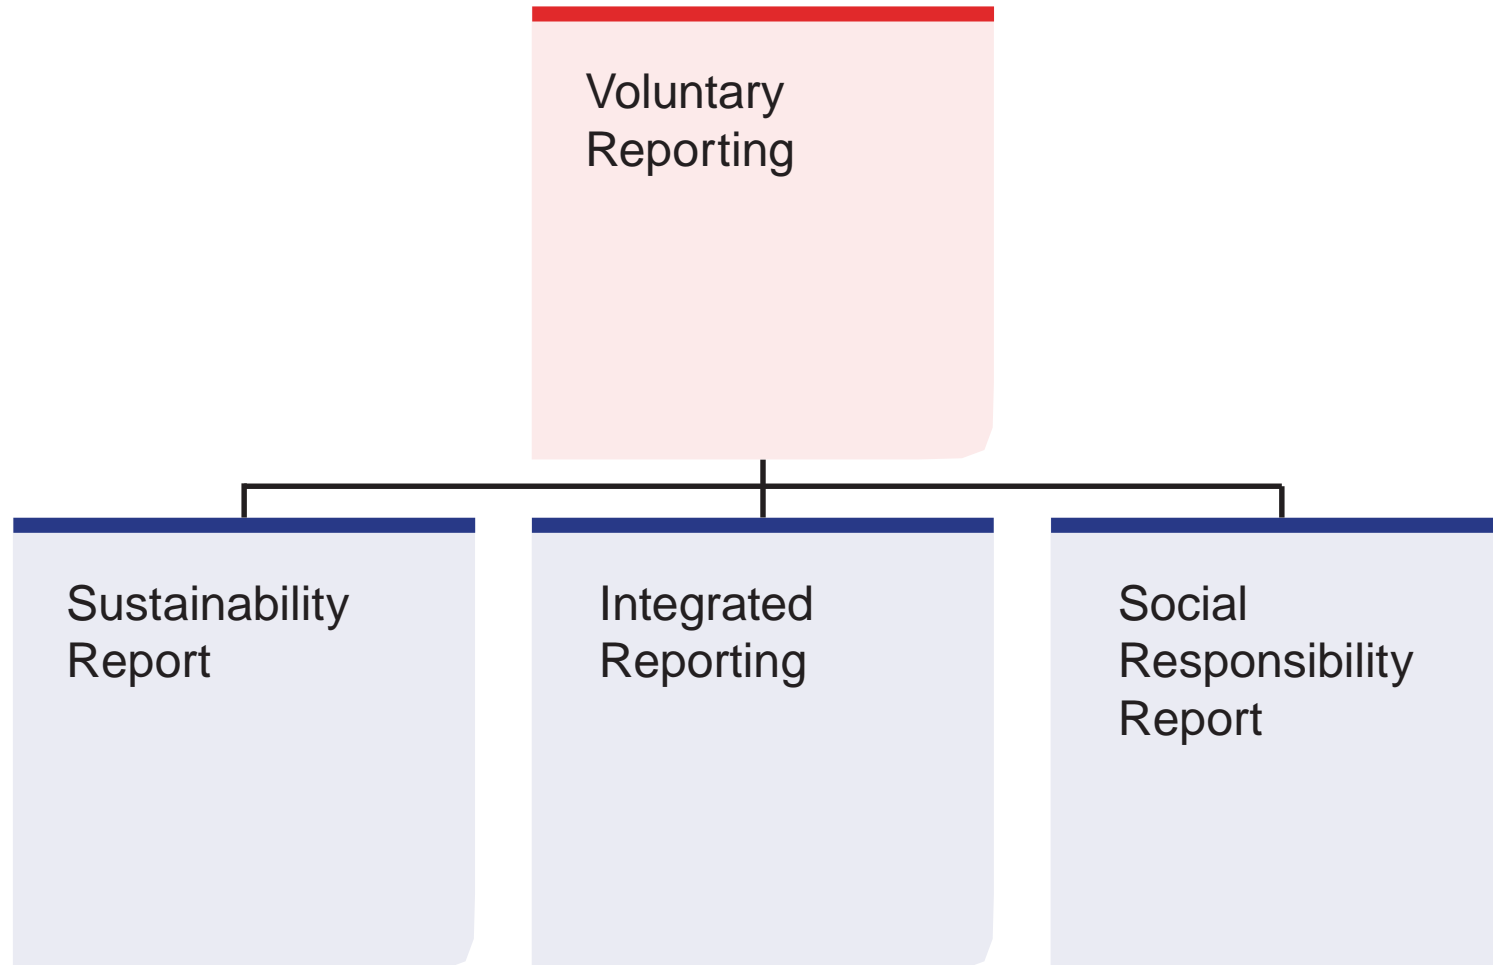 Voluntary
Reporting
Sustainability
Report
Integrated
Reporting
Social
Responsibility
Report